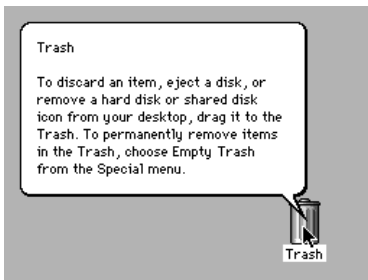 Trash
To discard an item, eject a disk, or
remove a hard disk or shared disk
icon from your desktop, drag it to the
Trash. To permanently remove items
in the Trash, choose Empty Trash
from the Special menu.
Trash